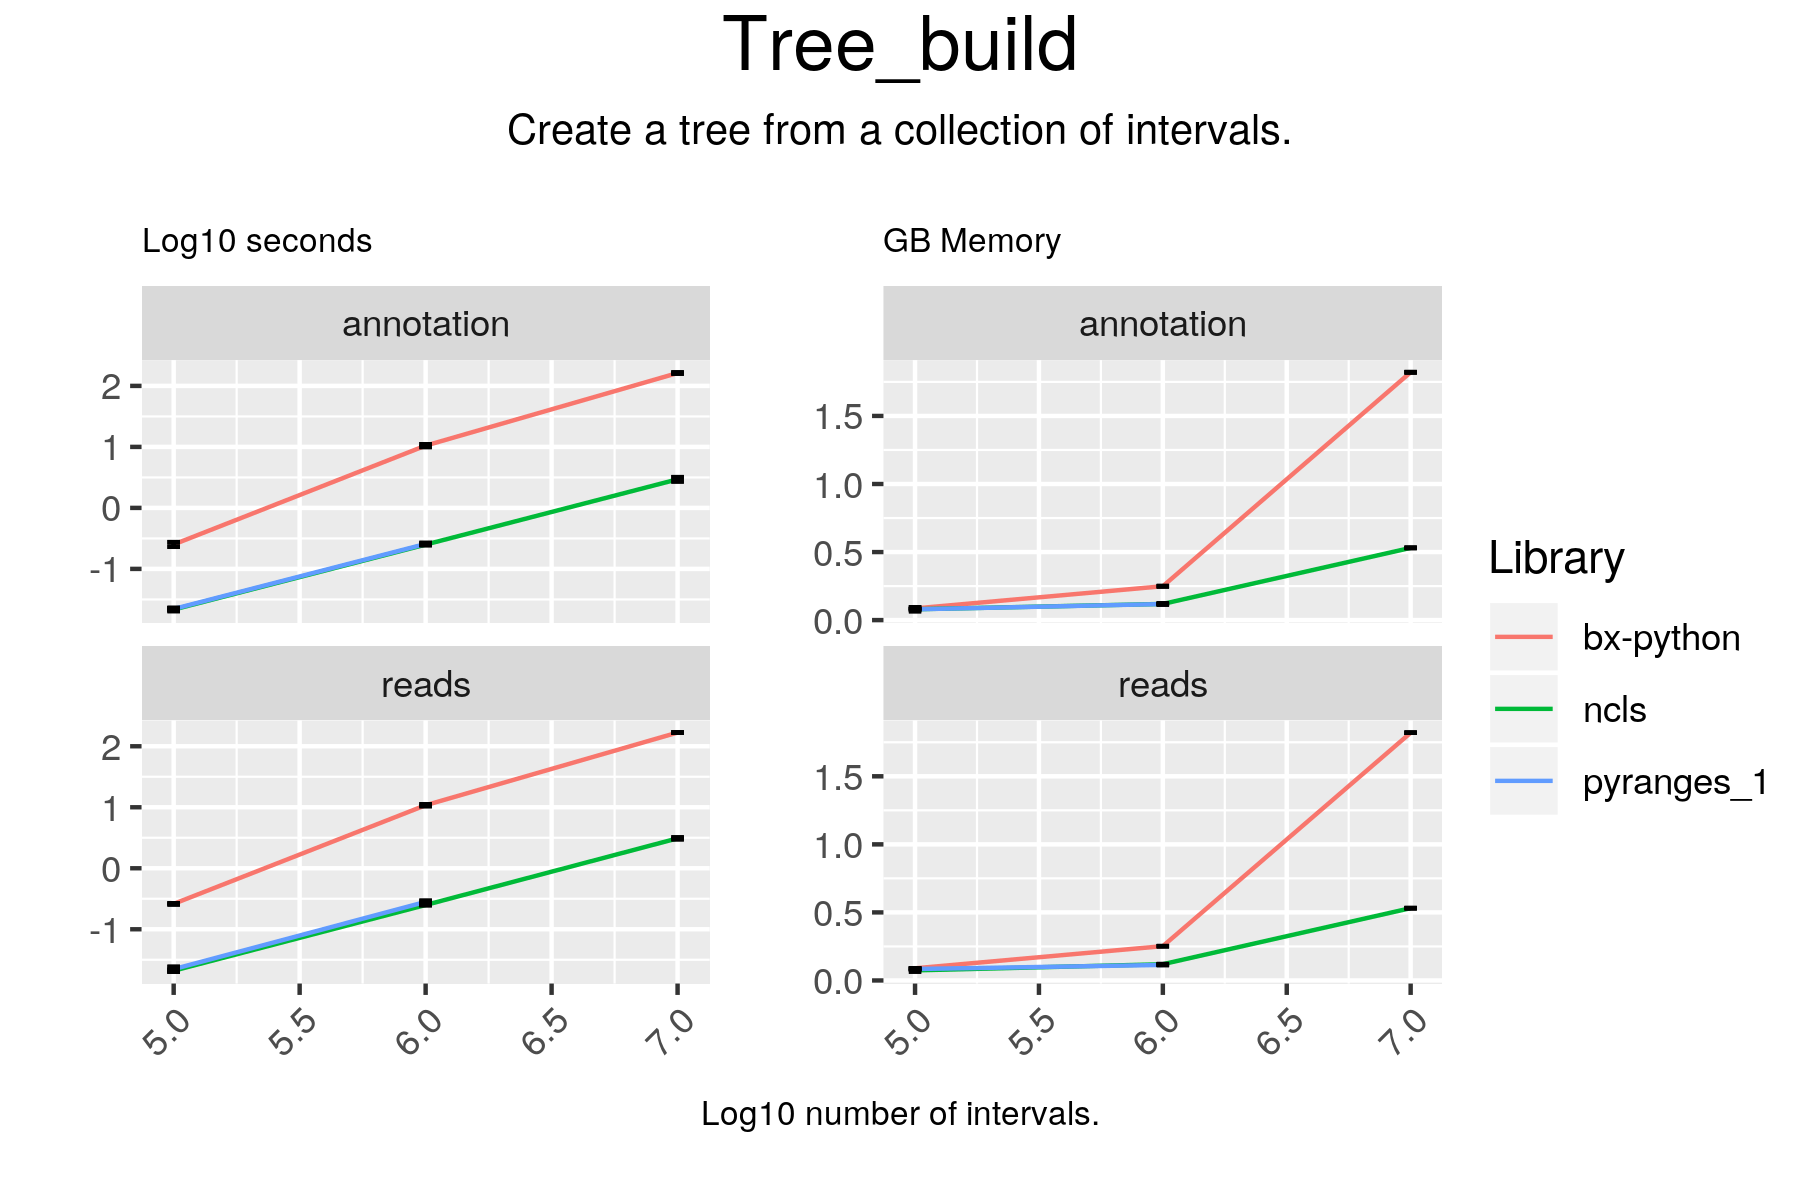 Tree_build
Create a tree from a collection of intervals.
Log10 seconds
annotation
2
1
0
-1
reads
2
1
0
-1
5.0 5.5 6.0 6.5 7.0
GB Memory
annotation
1.5
1.0
0.5
0.0
reads
1.5
1.0
0.5
0.0
5.0 5.5 6.0 6.5 7.0
Log10 number of intervals.
Library
bx-python
ncls
pyranges_1